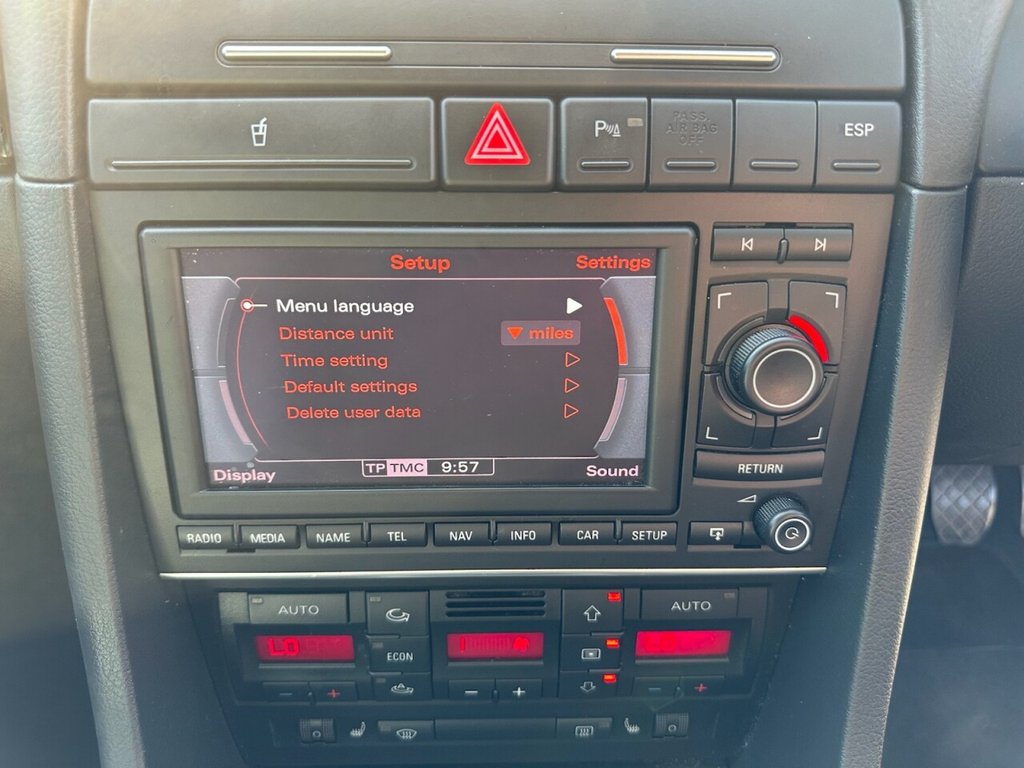 P
PASS.
AIR BAG
OFF
ESP
Setup
Settings
Menu language
Distance unit
miles
Time setting
Default settings
Delete user data
Display
TP TMC 9:57
Sound
RETURN
RADIO MEDIA NAME TEL NAV INFO CAR SETUP
AUTO
AUTO
LO
ECON